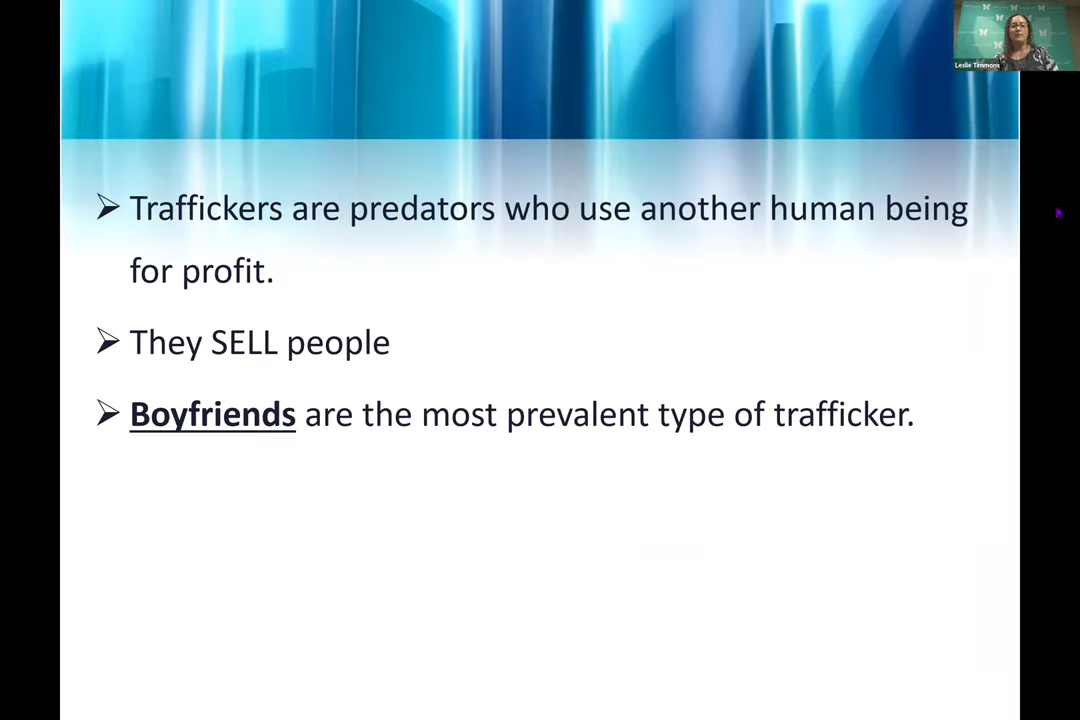 Leslie Timmons
➢ Traffickers are predators who use another human being
for profit.
➢ They SELL people
➢ Boyfriends are the most prevalent type of trafficker.